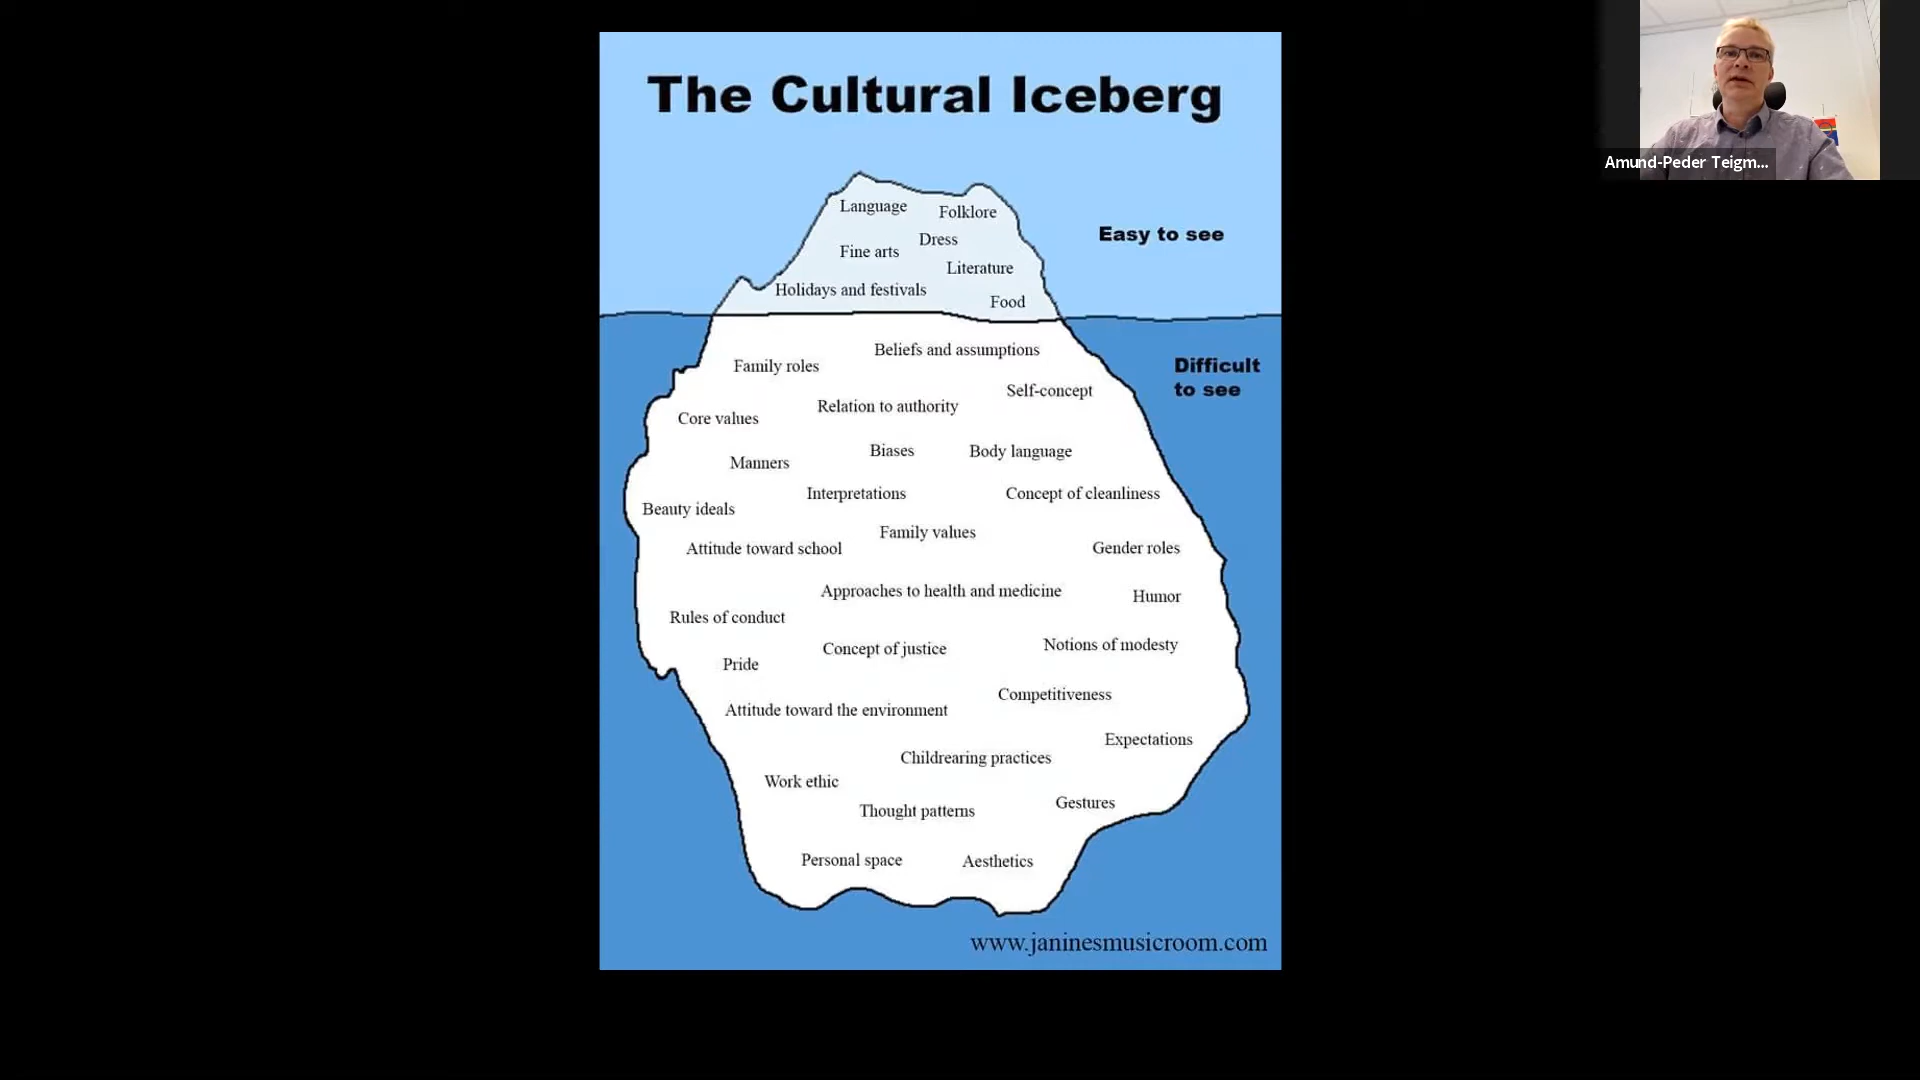 The Cultural Iceberg
Amund-Peder Teigm...
Language
Folklore
Easy to see
Dress
Fine arts
Literature
Holidays and festivals
Food
Beliefs and assumptions
Family roles
Difficult
to see
Self-concept
Relation to authority
Core values
Biases
Body language
Manners
Interpretations
Concept of cleanliness
Beauty ideals
Family values
Attitude toward school
Gender roles
Approaches to health and medicine
Humor
Rules of conduct
Concept of justice
Notions of modesty
Pride
Competitiveness
Attitude toward the environment
Expectations
Childrearing practices
Work ethic
Gestures
Thought patterns
Personal space
Aesthetics
www.janinesmusicroom.com